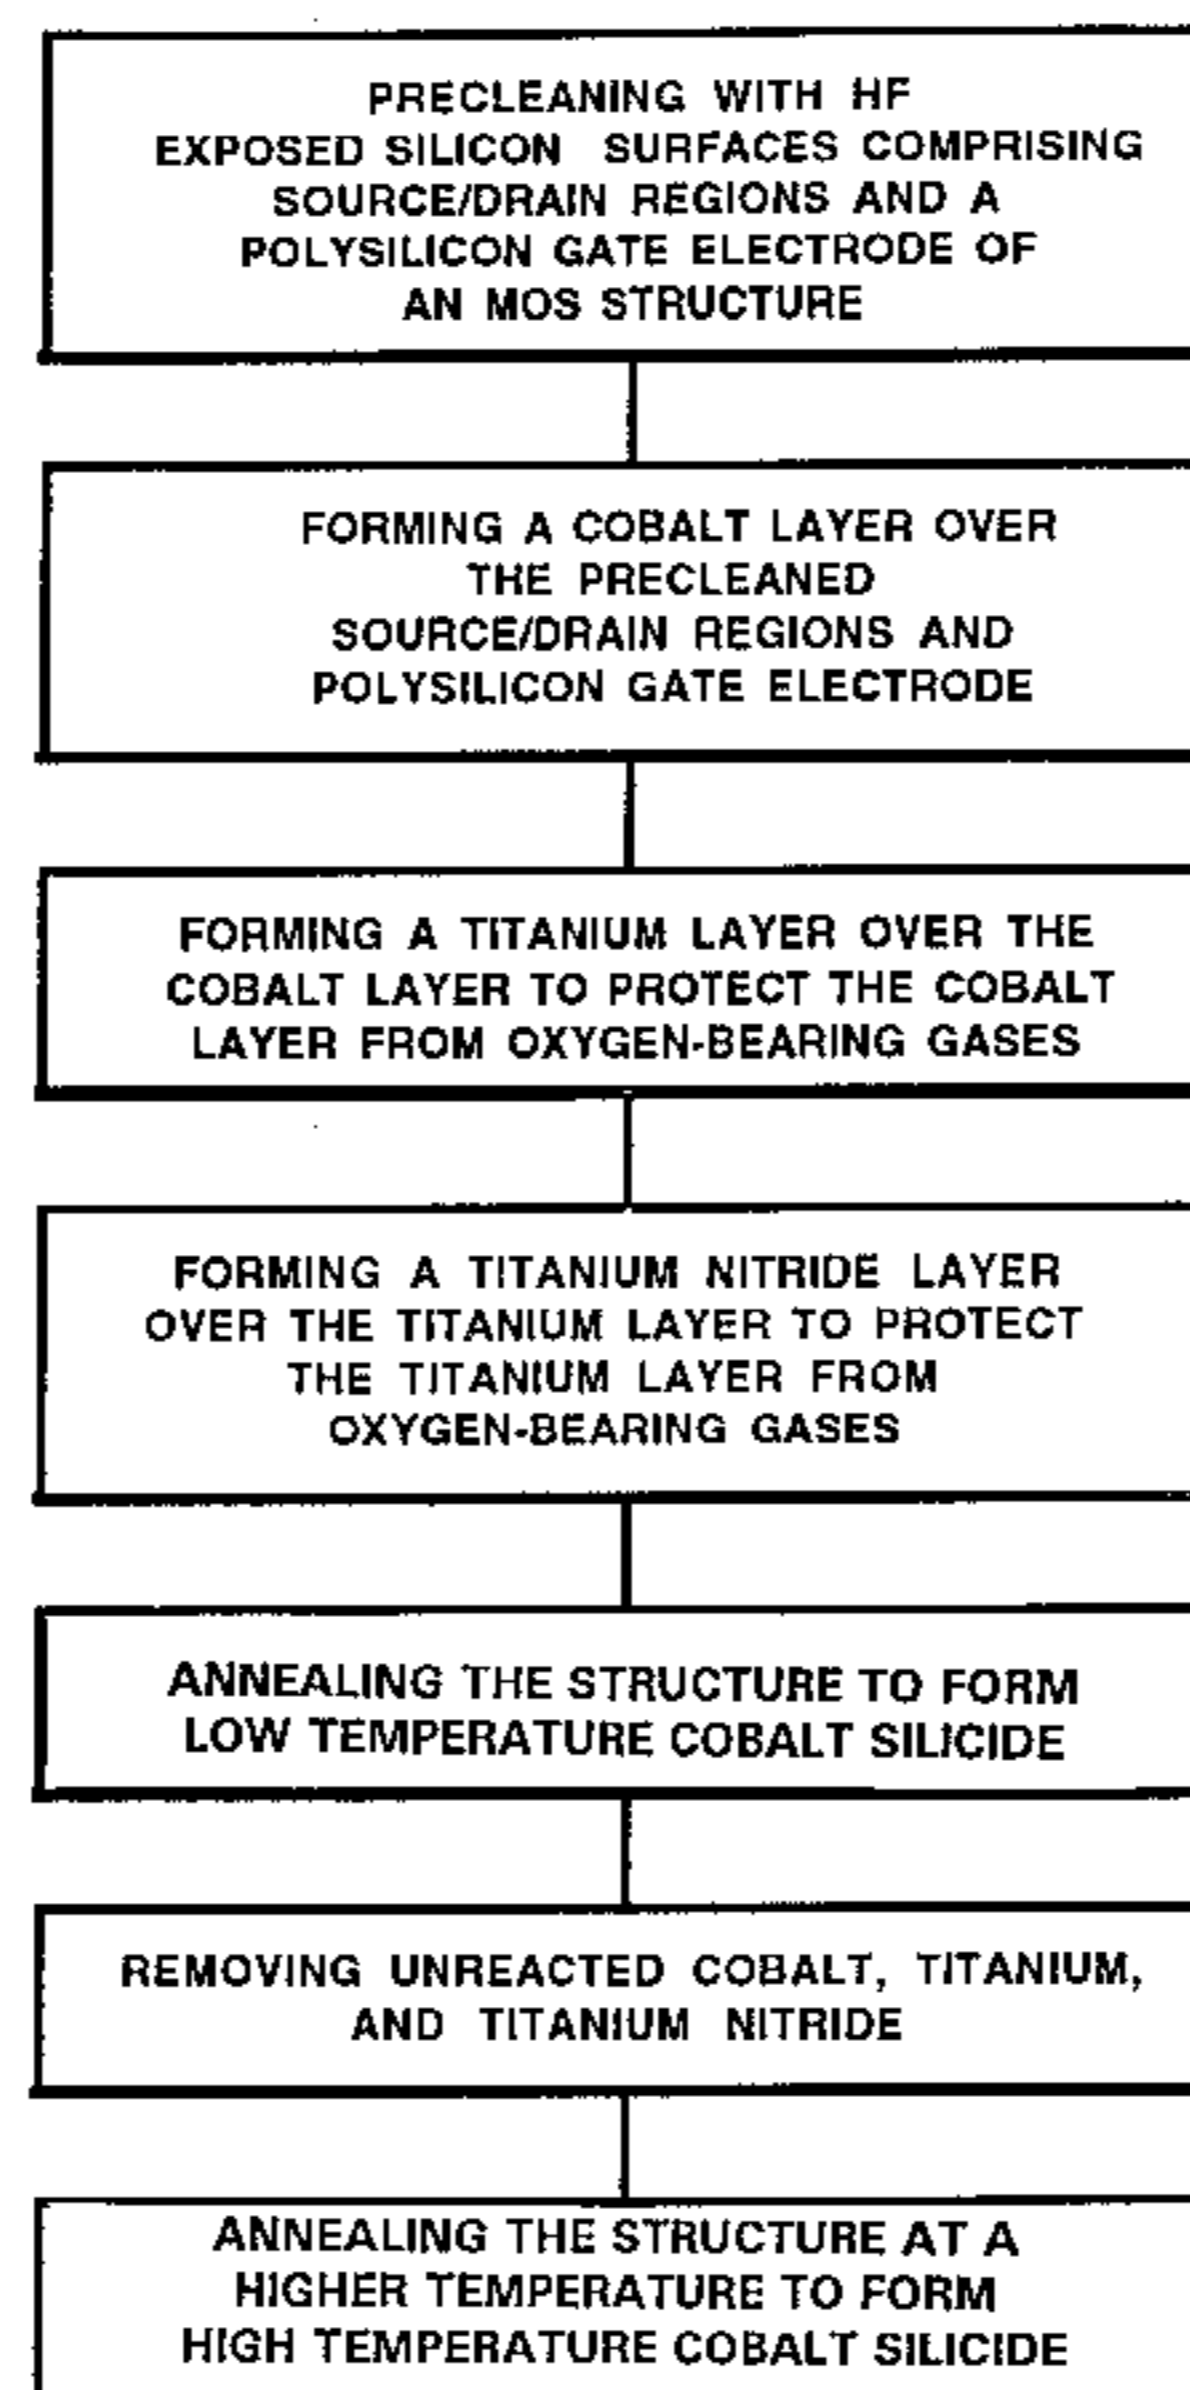 PRECLEANING WITH HF
EXPOSED SILICON SURFACES COMPRISING
SOURCE/DRAIN REGIONS AND A
POLYSILICON GATE ELECTRODE OF
AN MOS STRUCTURE
FORMING A COBALT LAYER OVER
THE PRECLEANED
SOURCE/DRAIN REGIONS AND
POLYSILICON GATE ELECTRODE
FORMING A TITANIUM LAYER OVER THE
COBALT LAYER TO PROTECT THE COBALT
LAYER FROM OXYGEN-BEARING GASES
FORMING A TITANIUM NITRIDE LAYER
OVER THE TITANIUM LAYER TO PROTECT
THE TITANIUM LAYER FROM
OXYGEN-BEARING GASES
ANNEALING THE STRUCTURE TO FORM
LOW TEMPERATURE COBALT SILICIDE
REMOVING UNREACTED COBALT, TITANIUM,
AND TITANIUM NITRIDE
ANNEALING THE STRUCTURE AT A
HIGHER TEMPERATURE TO FORM
HIGH TEMPERATURE COBALT SILICIDE